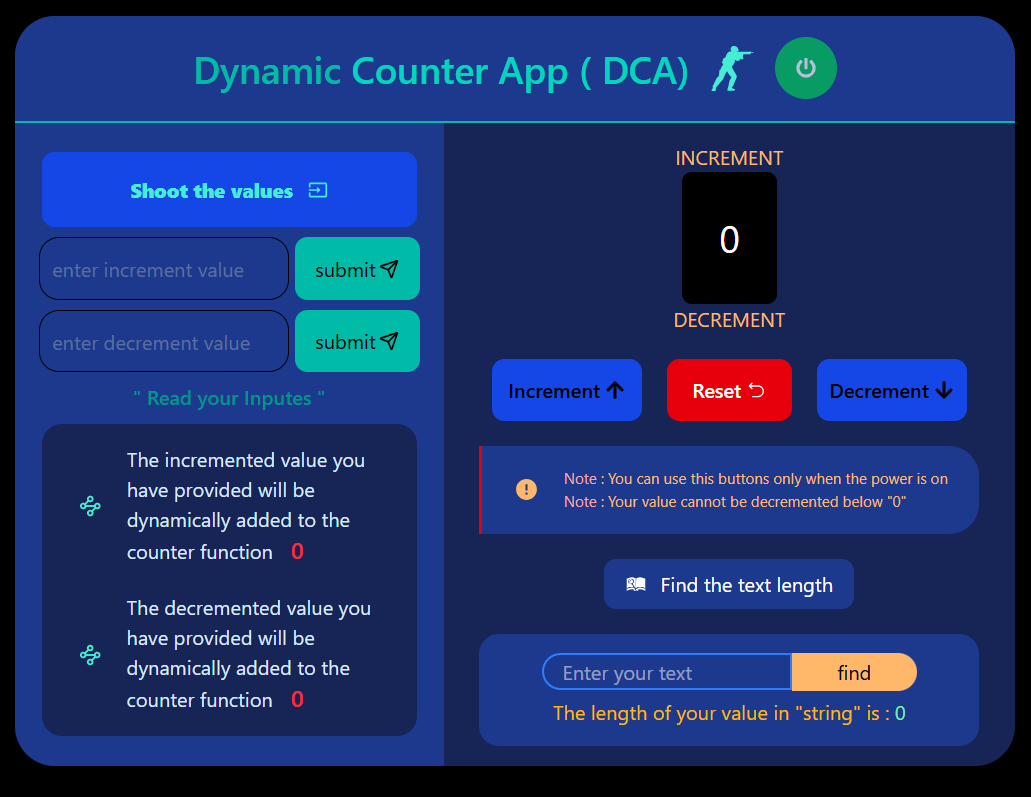 Dynamic Counter App ( DCA)
Shoot the values
enter increment value
submit
enter decrement value
submit
" Read your Inputes "
The incremented value you
have provided will be
dynamically added to the
counter function 0
The decremented value you
have provided will be
dynamically added to the
counter function 0
INCREMENT
0
DECREMENT
Increment
Reset
Decrement
Note : You can use this buttons only when the power is on
Note : Your value cannot be decremented below "0"
Find the text length
Enter your text
find
The length of your value in "string" is : 0